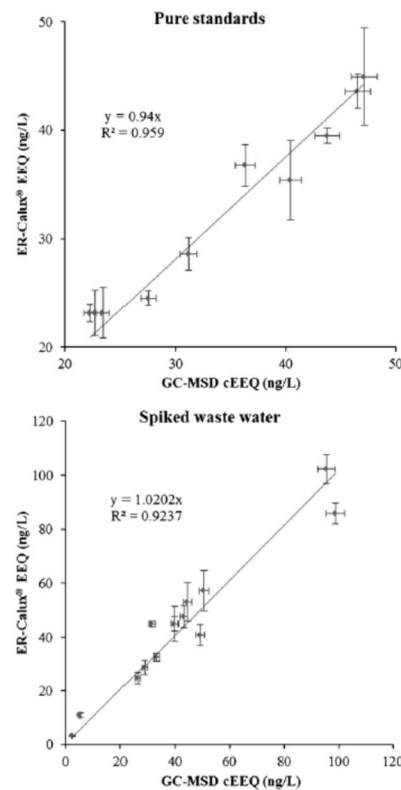 Pure standards
50
y = 0.94x
R² = 0.959
40
30
20
20
30
40
50
ER-Calux® EEQ (ng/L)
GC-MSD cEEQ (ng/L)
Spiked waste water
120
100
y = 1.0202x
R² = 0.9237
80
60
40
20
0
0
20
40
60
80
100
120
ER-Calux® EEQ (ng/L)
GC-MSD cEEQ (ng/L)